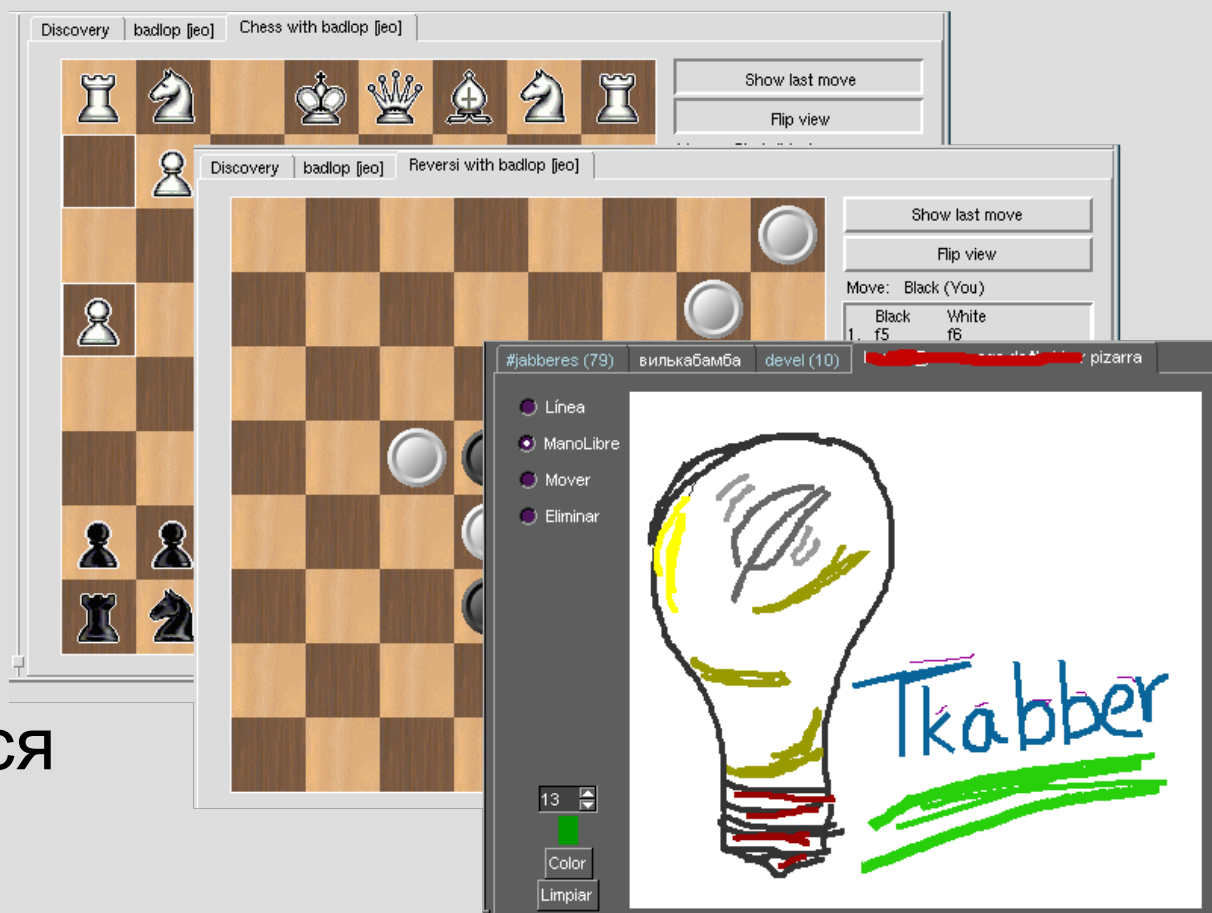 Discovery badlop [jeo] Chess with badlop [jeo]
Show last move
Flip view
Discovery badlop [jeo] Reversi with badlop [jeo]
Show last move
Flip view
Move: Black (You)
Black White
1. f5 f6
#jabberes (79) вилькабамба devel (10) pizarra
Línea
ManoLibre
Mover
Eliminar
Tkabber
ся
13
Color
Limpiar